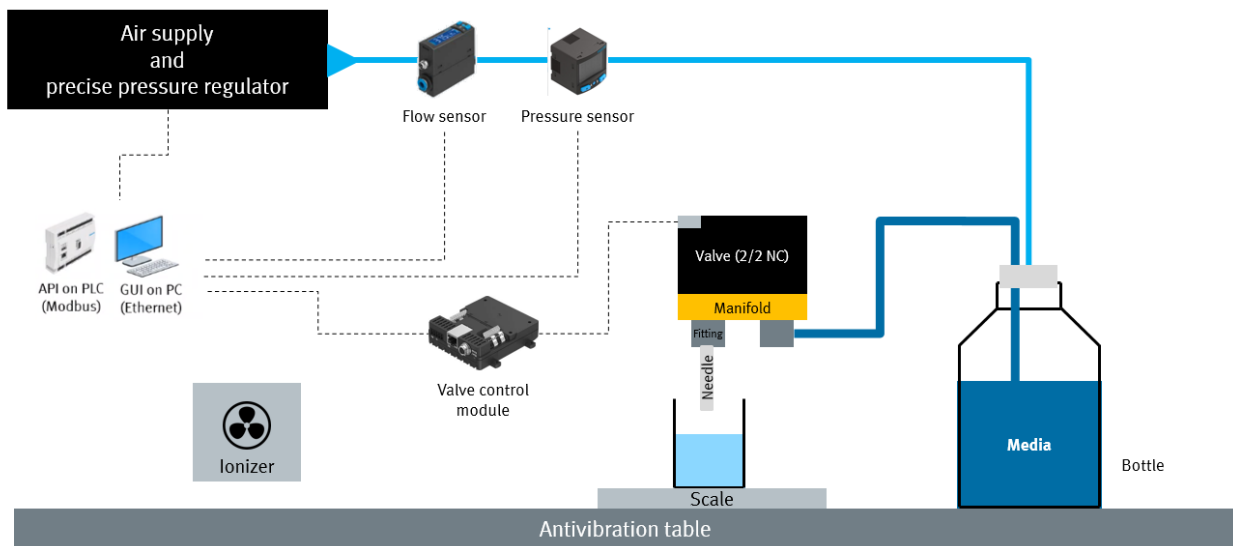 Air supply
and
precise pressure regulator
Flow sensor
Pressure sensor
API on PLC
(Modbus)
GUI on PC
(Ethernet)
Valve (2/2 NC)
Manifold
Fitting
Needle
Valve control
module
Ionizer
Media
Bottle
Scale
Antivibration table